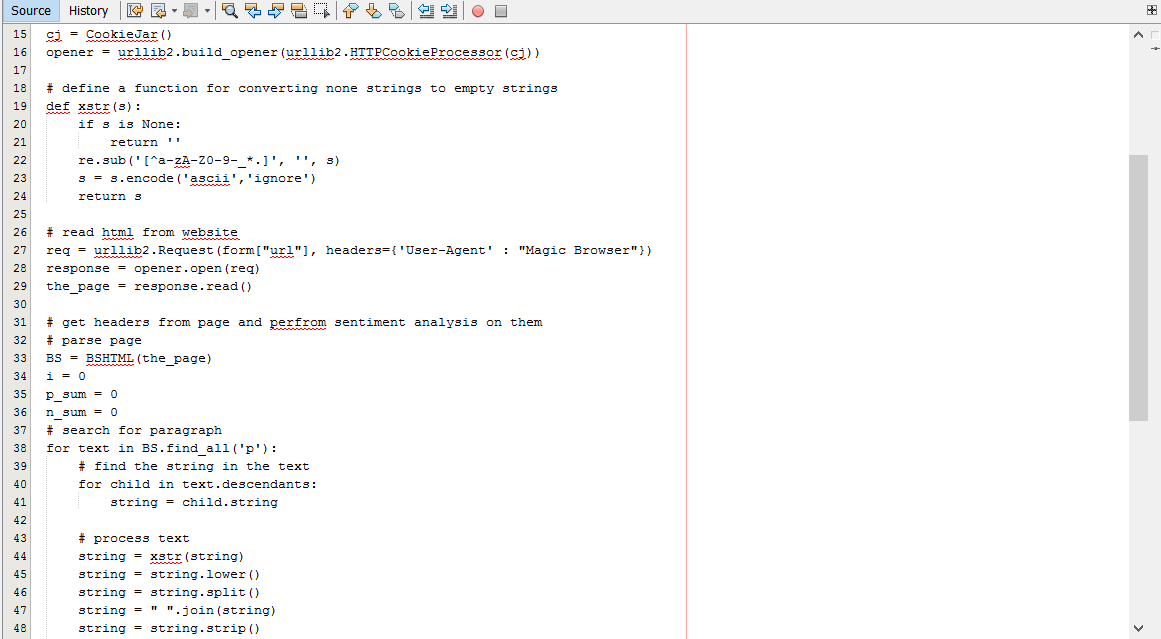 Source History
15 cj = CookieJar()
16 opener = urllib2.build_opener(urllib2.HTTPCookieProcessor(cj))
17
18 # define a function for converting none strings to empty strings
19 def xstr(s):
20     if s is None:
21         return ''
22     re.sub('[^a-zA-Z0-9-_*.]', '', s)
23     s = s.encode('ascii','ignore')
24     return s
25
26 # read html from website
27 req = urllib2.Request(form["url"], headers={'User-Agent' : "Magic Browser"})
28 response = opener.open(req)
29 the_page = response.read()
30
31 # get headers from page and perfrom sentiment analysis on them
32 # parse page
33 BS = BSHTML(the_page)
34 i = 0
35 p_sum = 0
36 n_sum = 0
37 # search for paragraph
38 for text in BS.find_all('p'):
39     # find the string in the text
40     for child in text.descendants:
41         string = child.string
42
43     # process text
44     string = xstr(string)
45     string = string.lower()
46     string = string.split()
47     string = " ".join(string)
48     string = string.strip()